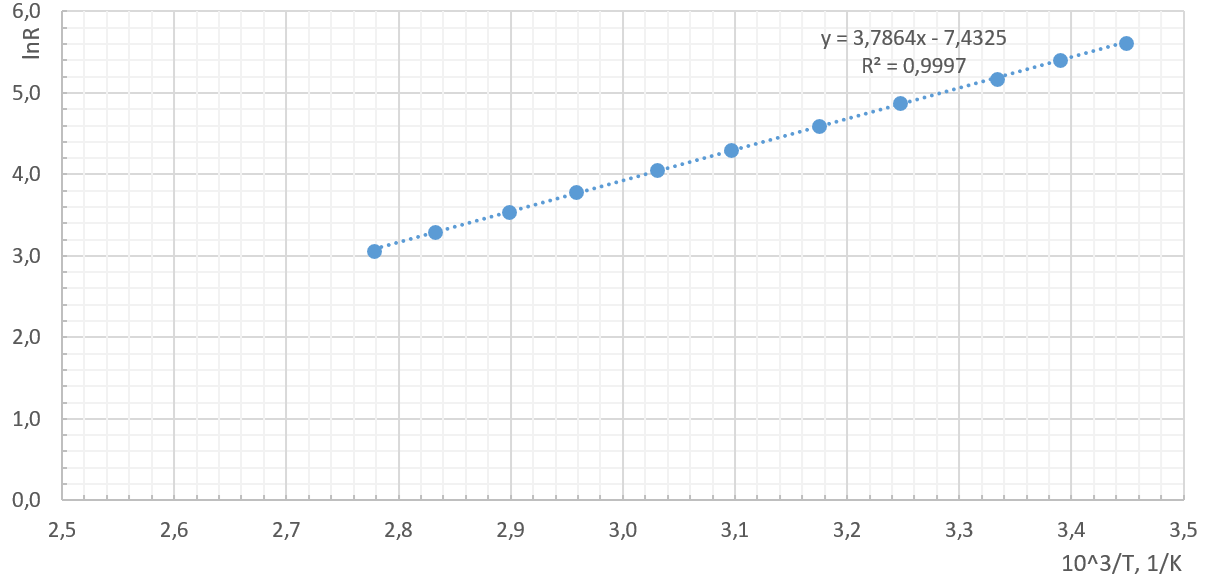 6,0
lnR
y = 3,7864x - 7,4325
R² = 0,9997
5,0
4,0
3,0
2,0
1,0
0,0
2,5 2,6 2,7 2,8 2,9 3,0 3,1 3,2 3,3 3,4 3,5
10^3/T, 1/K